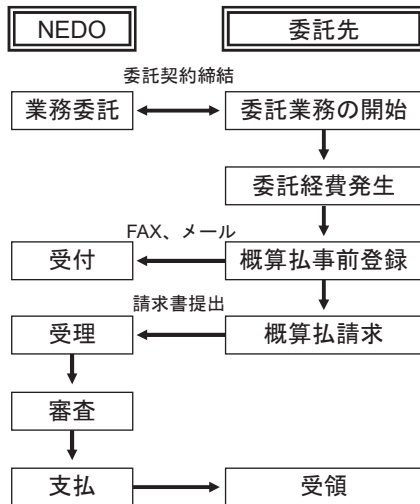 NEDO
委託先
委託契約締結
業務委託
委託業務の開始
委託経費発生
FAX、メール
受付
概算払事前登録
請求書提出
受理
概算払請求
審査
支払
受領